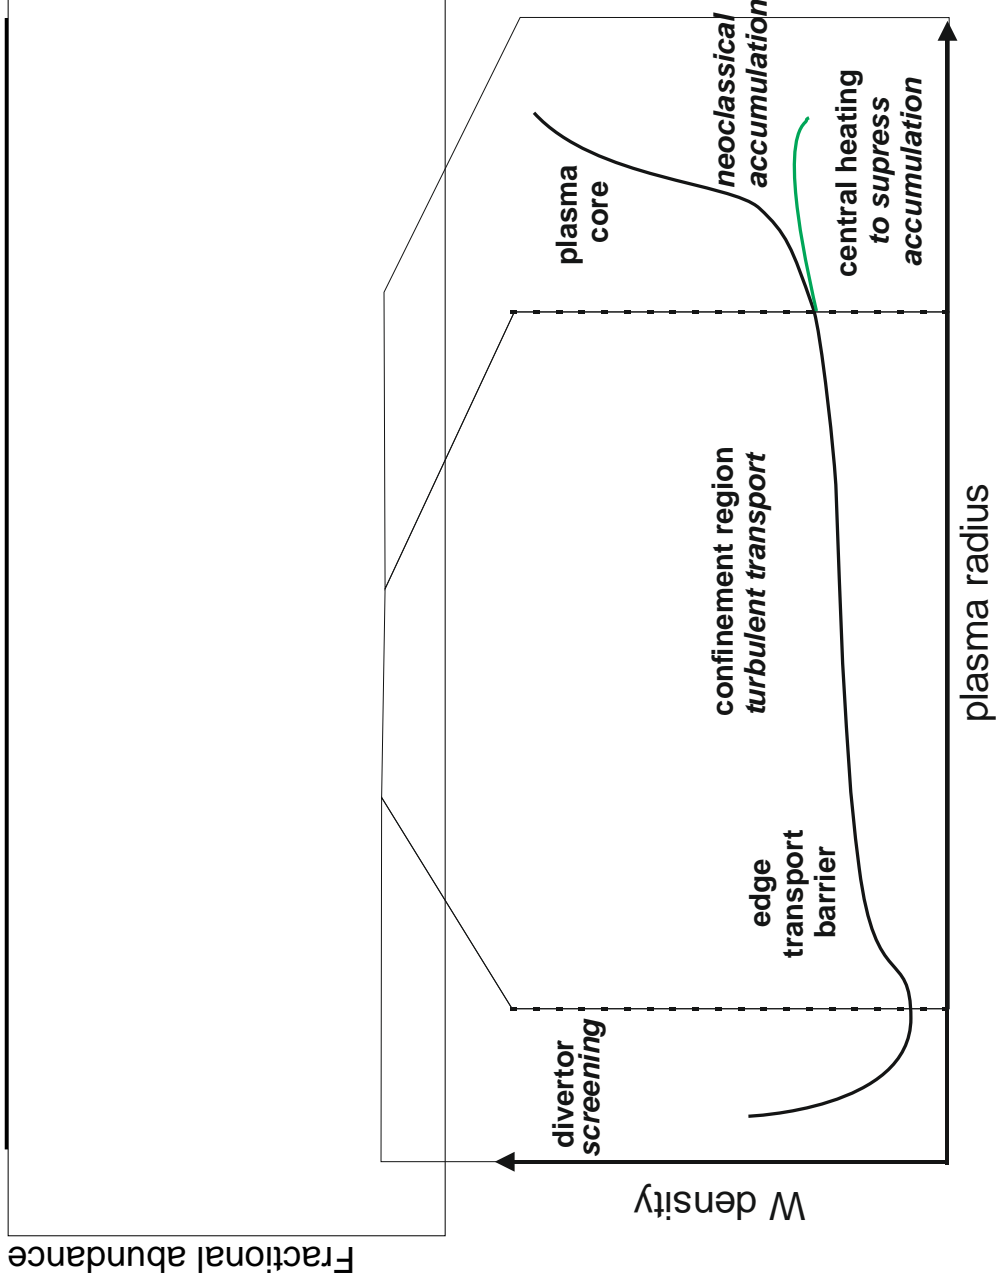 Fractional abundance
W density
divertor
screening
edge
transport
barrier
confinement region
turbulent transport
plasma
core
neoclassical
accumulation
central heating
to supress
accumulation
plasma radius